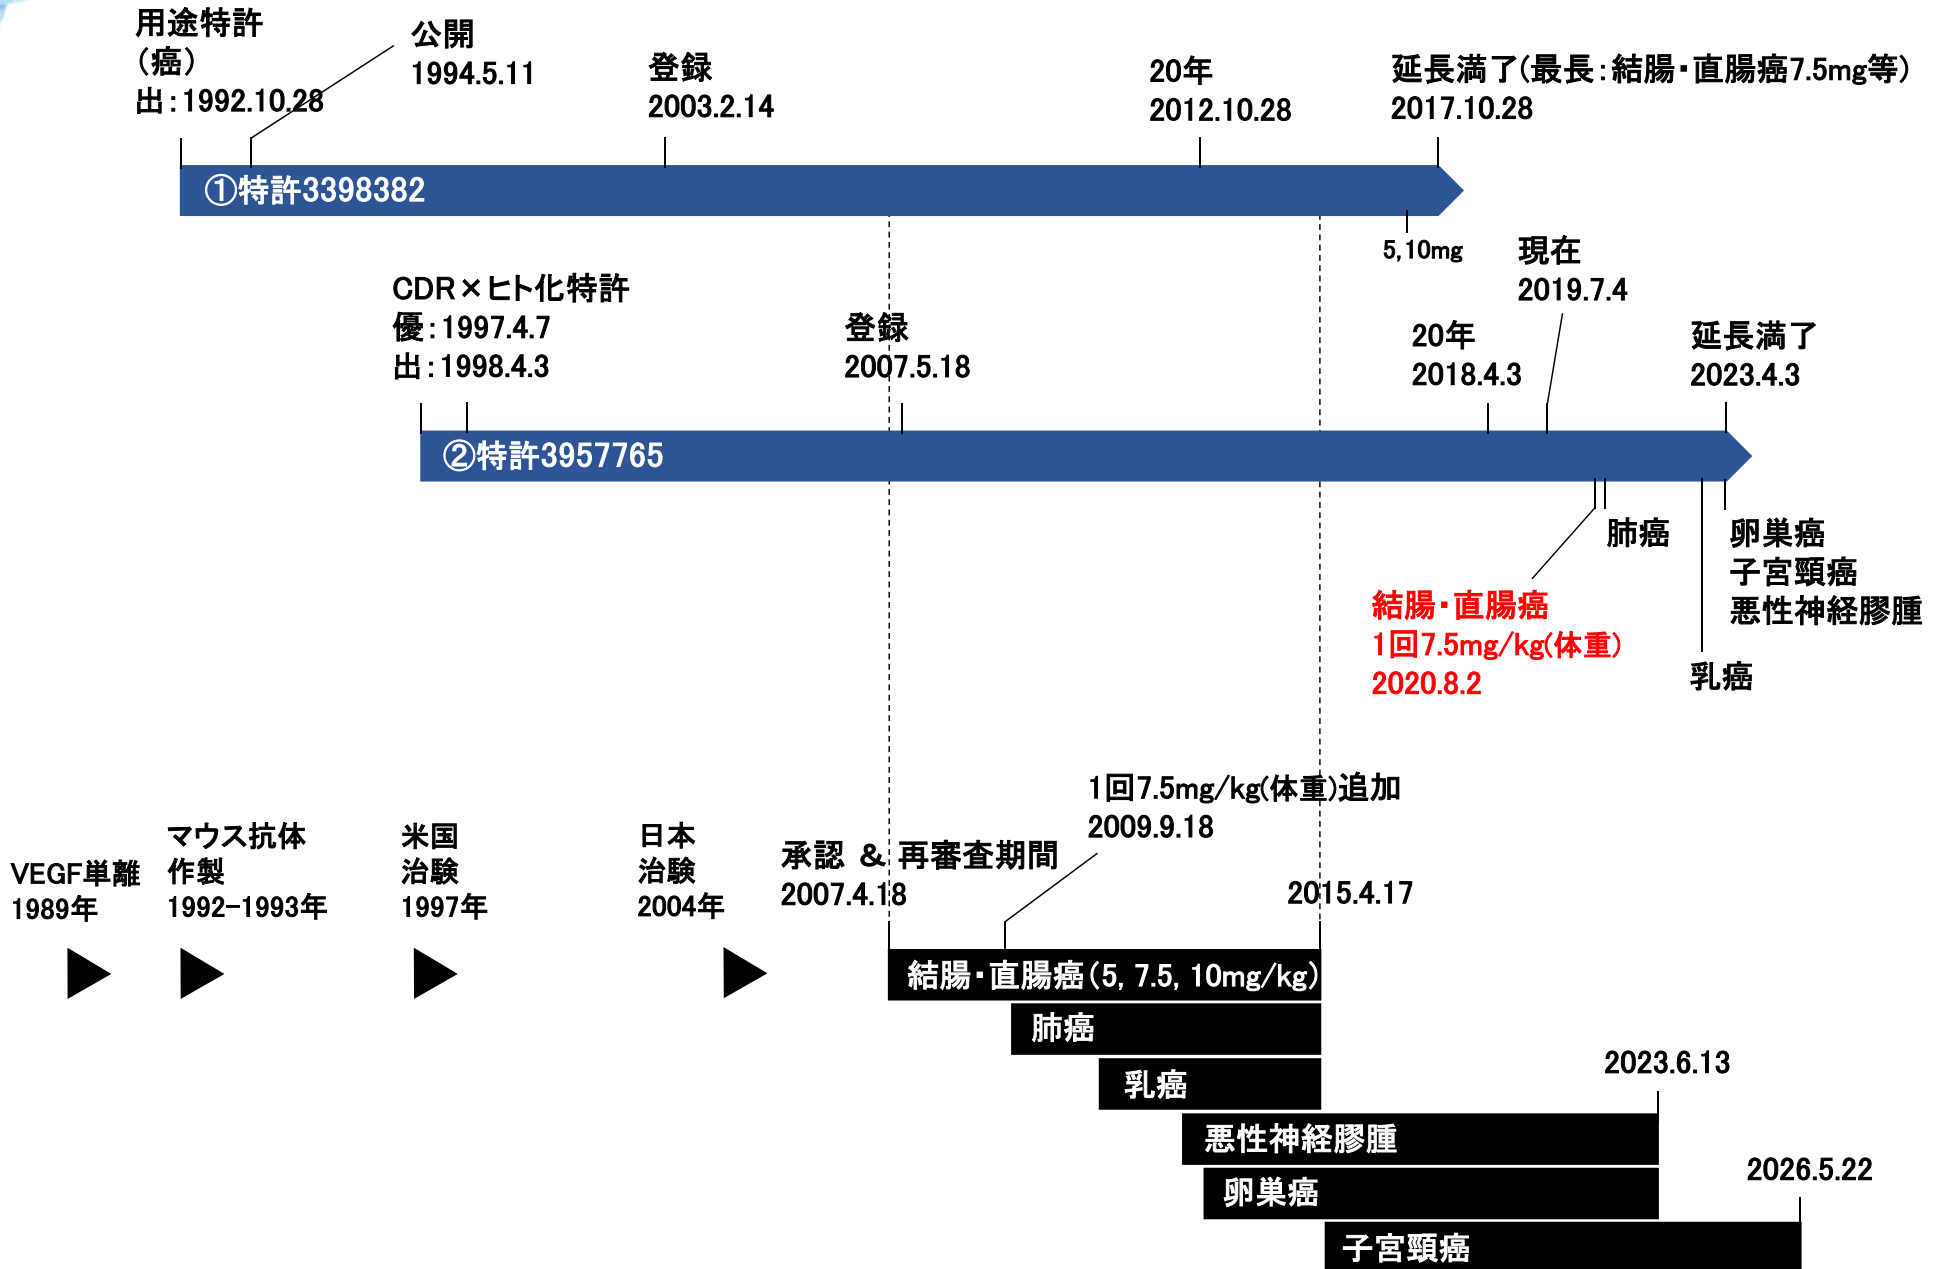 用途特許
（癌）
出：1992.10.28
公開
1994.5.11
登録
2003.2.14
20年
2012.10.28
延長満了(最長：結腸・直腸癌7.5mg等)
2017.10.28
①特許3398382
5,10mg
現在
2019.7.4
CDR×ヒト化特許
優：1997.4.7
出：1998.4.3
登録
2007.5.18
20年
2018.4.3
延長満了
2023.4.3
②特許3957765
肺癌
卵巣癌
子宮頸癌
悪性神経膠腫
結腸・直腸癌
1回7.5mg/kg(体重)
2020.8.2
乳癌
1回7.5mg/kg(体重)追加
2009.9.18
VEGF単離
1989年
マウス抗体
作製
1992-1993年
米国
治験
1997年
日本
治験
2004年
承認 & 再審査期間
2007.4.18
2015.4.17
結腸・直腸癌（5, 7.5, 10mg/kg）
肺癌
乳癌
2023.6.13
悪性神経膠腫
卵巣癌
2026.5.22
子宮頸癌